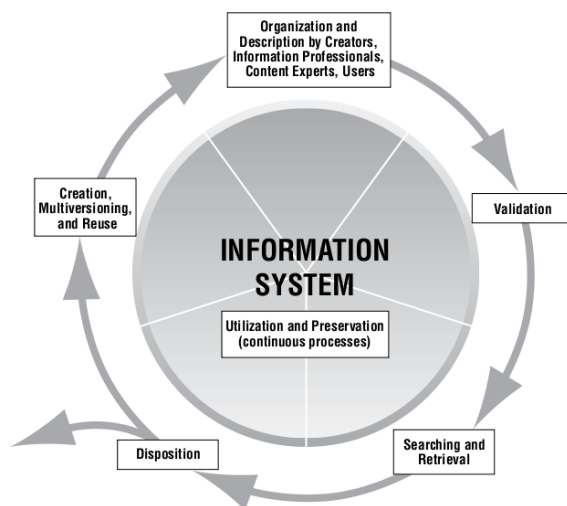 Organization and
Description by Creators,
Information Professionals,
Content Experts, Users
Creation,
Multiversioning,
and Reuse
Validation
INFORMATION
SYSTEM
Utilization and Preservation
(continuous processes)
Disposition
Searching and
Retrieval